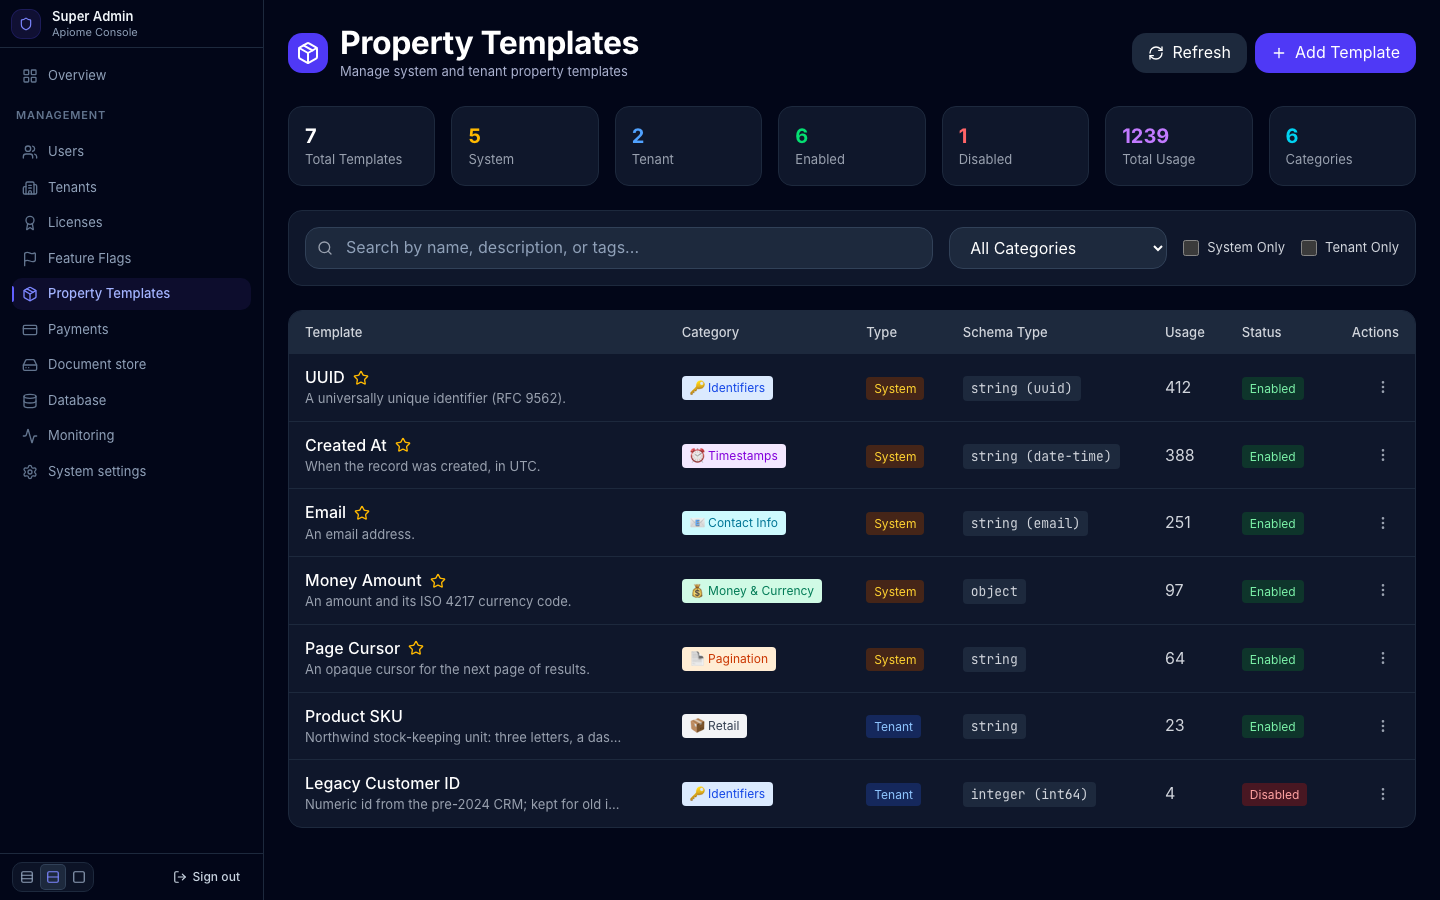 Super Admin
Apiome Console
Overview
MANAGEMENT
Users
Tenants
Licenses
Feature Flags
Property Templates
Payments
Document store
Database
Monitoring
System settings
Sign out
Property Templates
Manage system and tenant property templates
Refresh
Add Template
7
Total Templates
5
System
2
Tenant
6
Enabled
1
Disabled
1239
Total Usage
6
Categories
Search by name, description, or tags...
All Categories
System Only
Tenant Only
Template Category Type Schema Type Usage Status Actions
UUID
A universally unique identifier (RFC 9562).
Identifiers System string (uuid) 412 Enabled
Created At
When the record was created, in UTC.
Timestamps System string (date-time) 388 Enabled
Email
An email address.
Contact Info System string (email) 251 Enabled
Money Amount
An amount and its ISO 4217 currency code.
Money & Currency System object 97 Enabled
Page Cursor
An opaque cursor for the next page of results.
Pagination System string 64 Enabled
Product SKU
Northwind stock-keeping unit: three letters, a das...
Retail Tenant string 23 Enabled
Legacy Customer ID
Numeric id from the pre-2024 CRM; kept for old i...
Identifiers Tenant integer (int64) 4 Disabled